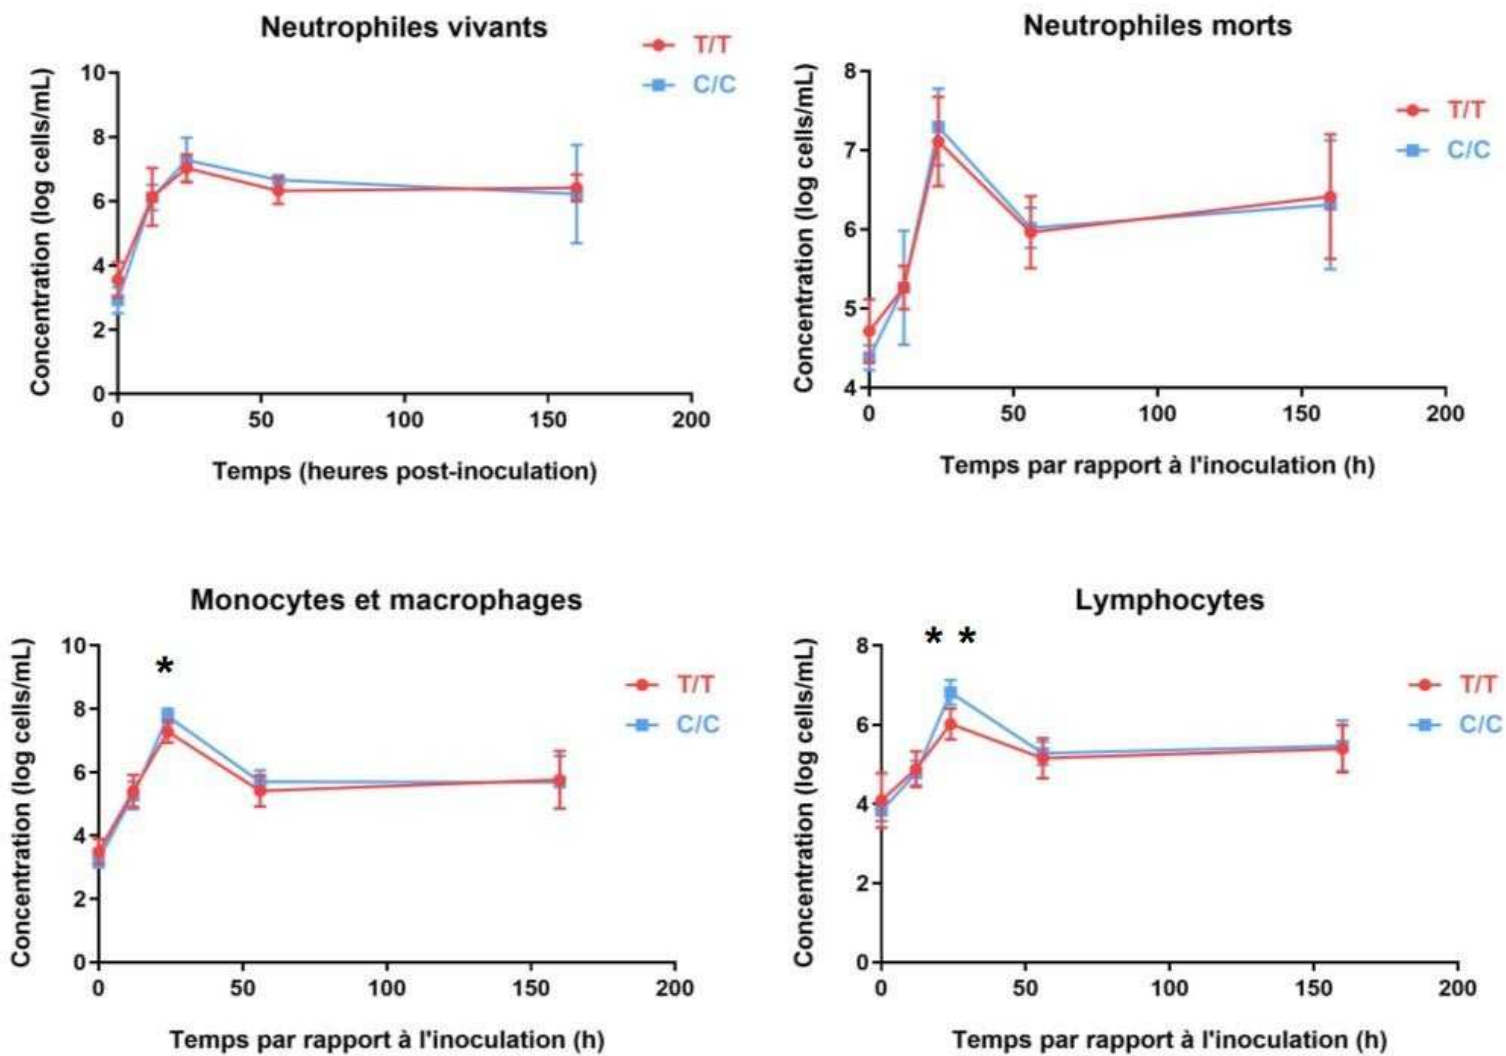 Neutrophiles vivants
T/T
C/C
Concentration (log cells/mL)
10
8
6
4
2
0
0 50 100 150 200
Temps (heures post-inoculation)
Neutrophiles morts
T/T
C/C
Concentration (log cells/mL)
8
7
6
5
4
0 50 100 150 200
Temps par rapport à l'inoculation (h)
Monocytes et macrophages
*
T/T
C/C
Concentration (log cells/mL)
10
8
6
4
2
0
0 50 100 150 200
Temps par rapport à l'inoculation (h)
Lymphocytes
* *
T/T
C/C
Concentration (log cells/mL)
8
6
4
2
0
0 50 100 150 200
Temps par rapport à l'inoculation (h)